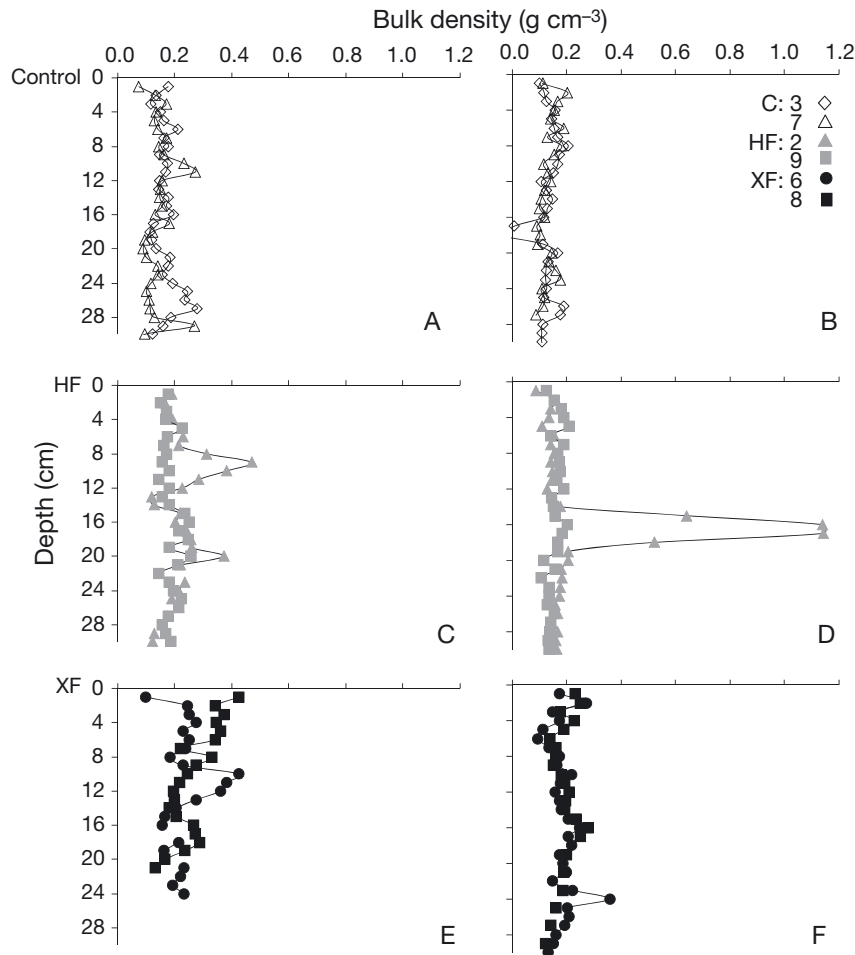 Bulk density (g cm–3)
0.0 0.2 0.4 0.6 0.8 1.0 1.2
0.0 0.2 0.4 0.6 0.8 1.0 1.2
Control
0
4
8
12
16
20
24
28
A
C: 3
7
HF: 2
9
XF: 6
8
B
Depth (cm)
HF
0
4
8
12
16
20
24
28
C
D
XF
0
4
8
12
16
20
24
28
E
F